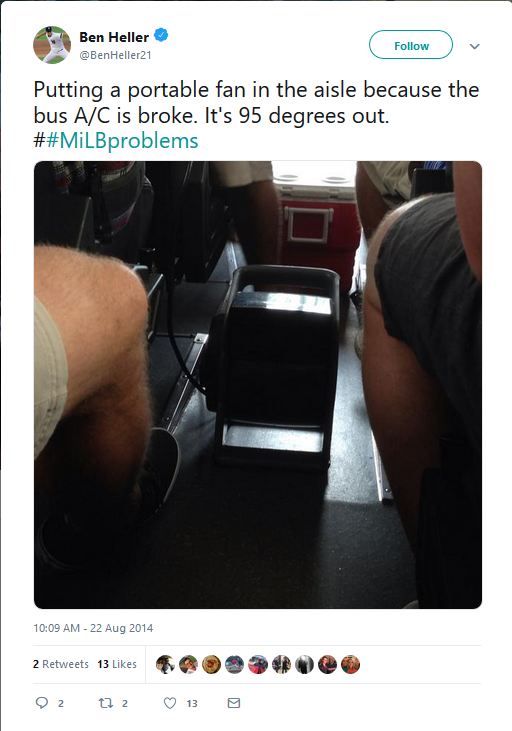 Ben Heller
@BenHeller21
Follow
Putting a portable fan in the aisle because the
bus A/C is broke. It's 95 degrees out.
##MiLBproblems
10:09 AM - 22 Aug 2014
2 Retweets 13 Likes
2 2 13